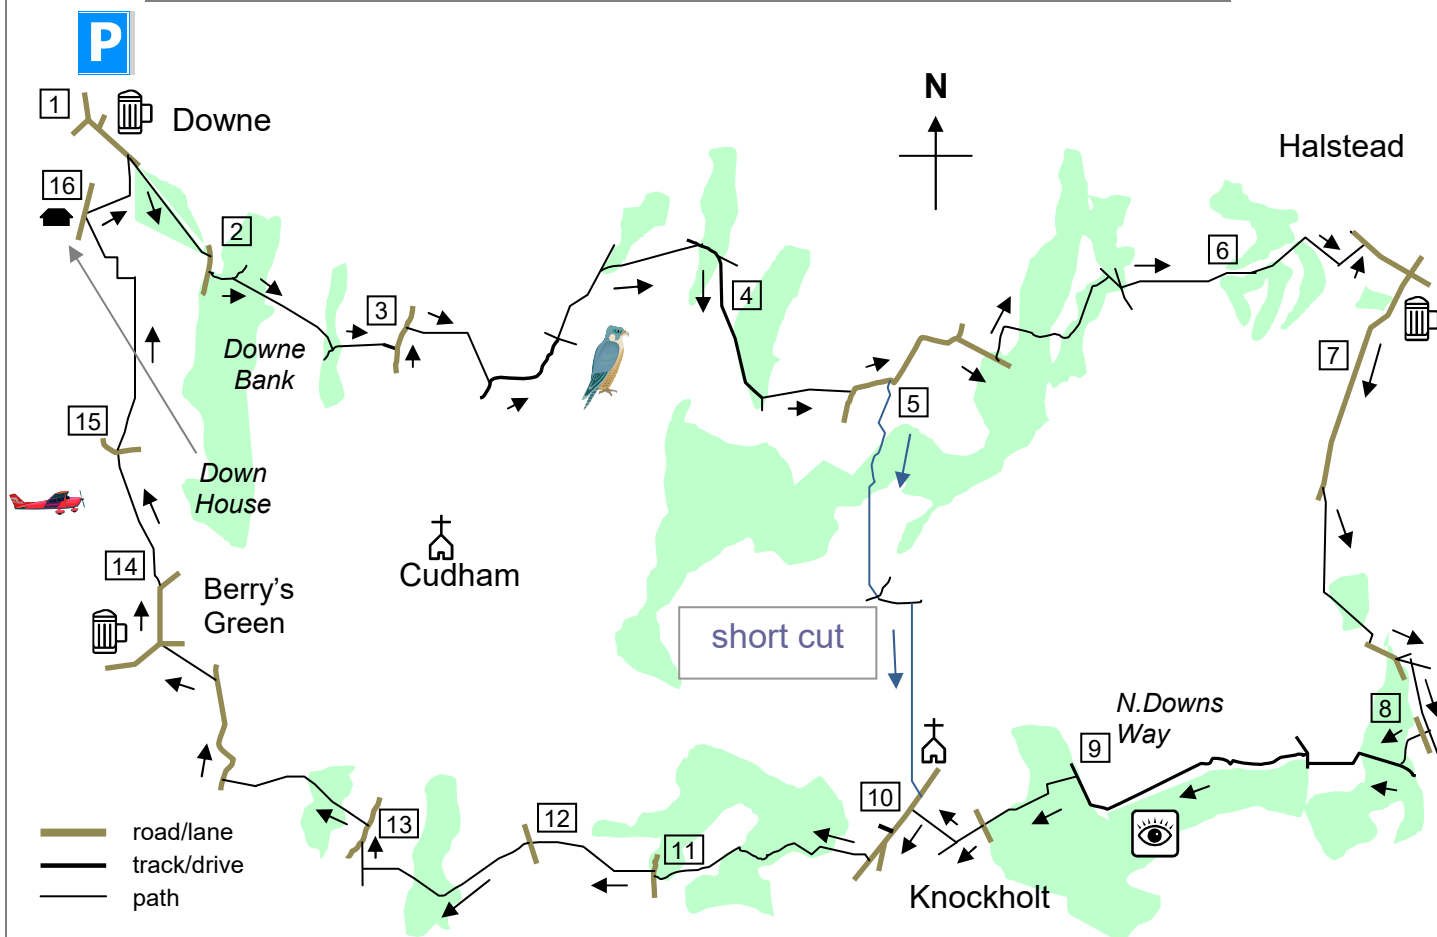 P
N
1
Downe
Halstead
16
2
6
4
3
7
Downe
Bank
5
15
Down
House
14
Cudham
Berry’s
Green
short cut
N.Downs
Way
8
9
10
12
13
11
road/lane
track/drive
path
Knockholt